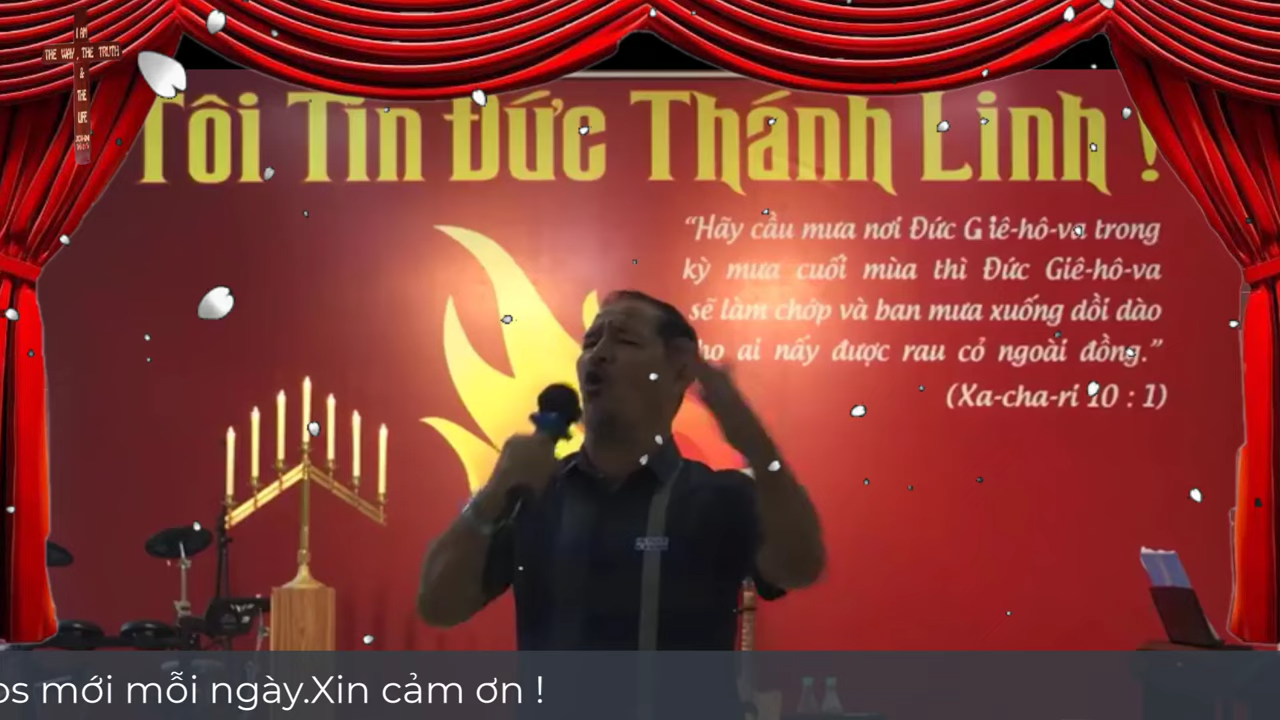 I AM
THE WAY, THE TRUTH
&
THE
LIFE
Tôi Tin Đức Thánh Linh !
“Hãy cầu mưa nơi Đức Giê-hô-va trong
kỳ mưa cuối mùa thì Đức Giê-hô-va
sẽ làm chớp và ban mưa xuống dồi dào
ai nấy được rau cỏ ngoài đồng.”
(Xa-cha-ri 10 : 1)
mới mỗi ngày.Xin cảm ơn !